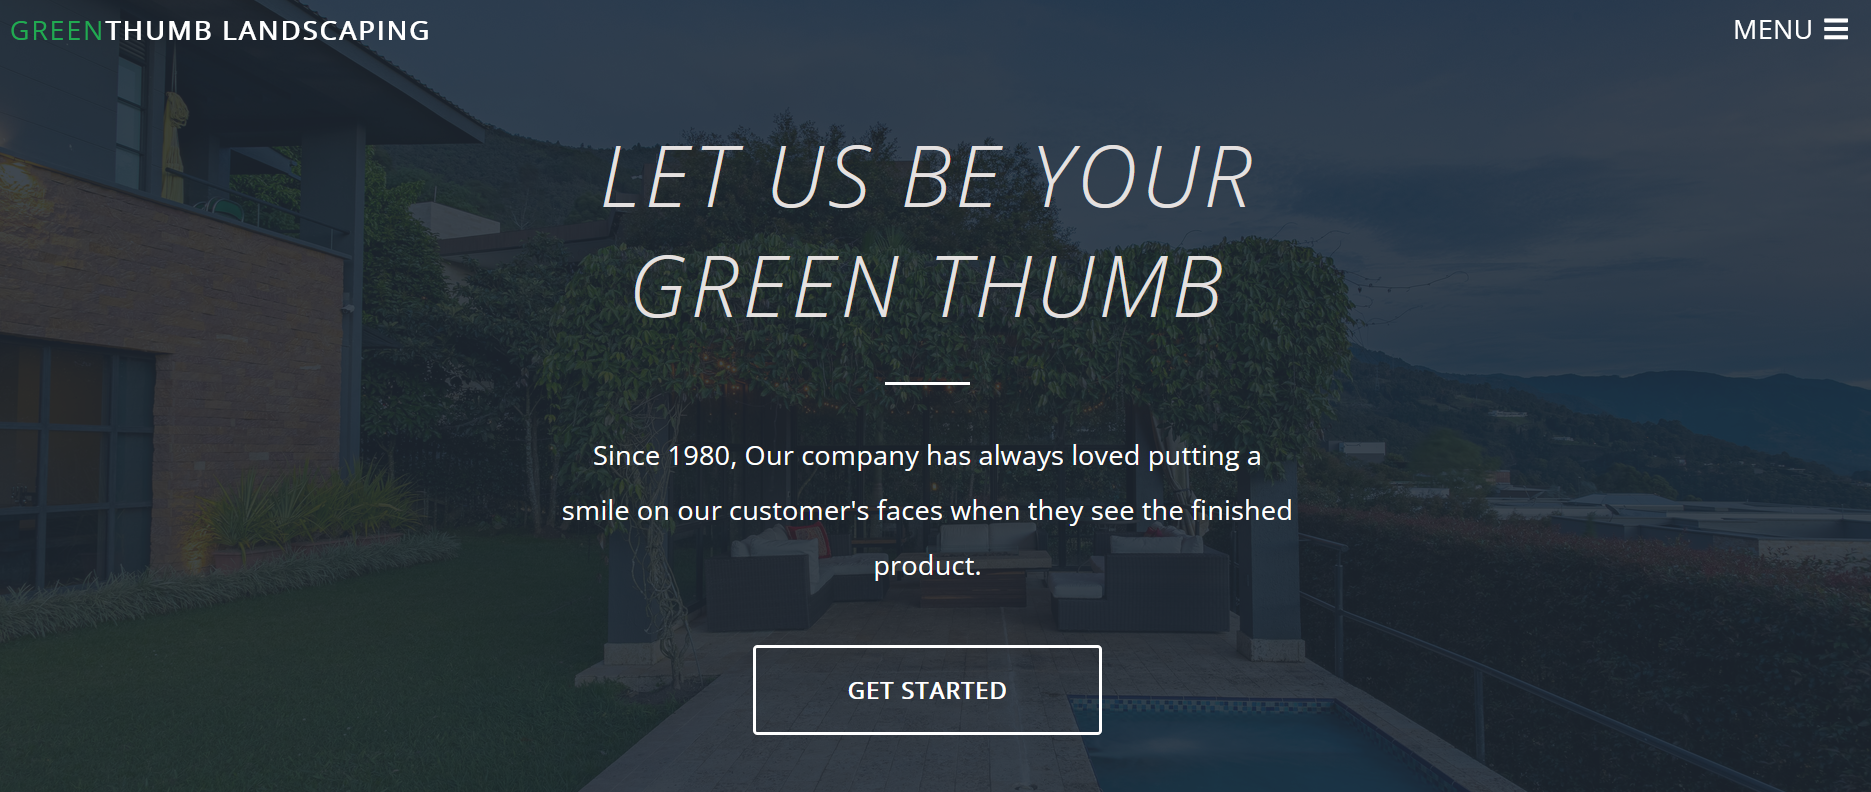 GREENTHUMB LANDSCAPING
MENU
LET US BE YOUR
GREEN THUMB
Since 1980, Our company has always loved putting a
smile on our customer's faces when they see the finished
product.
GET STARTED